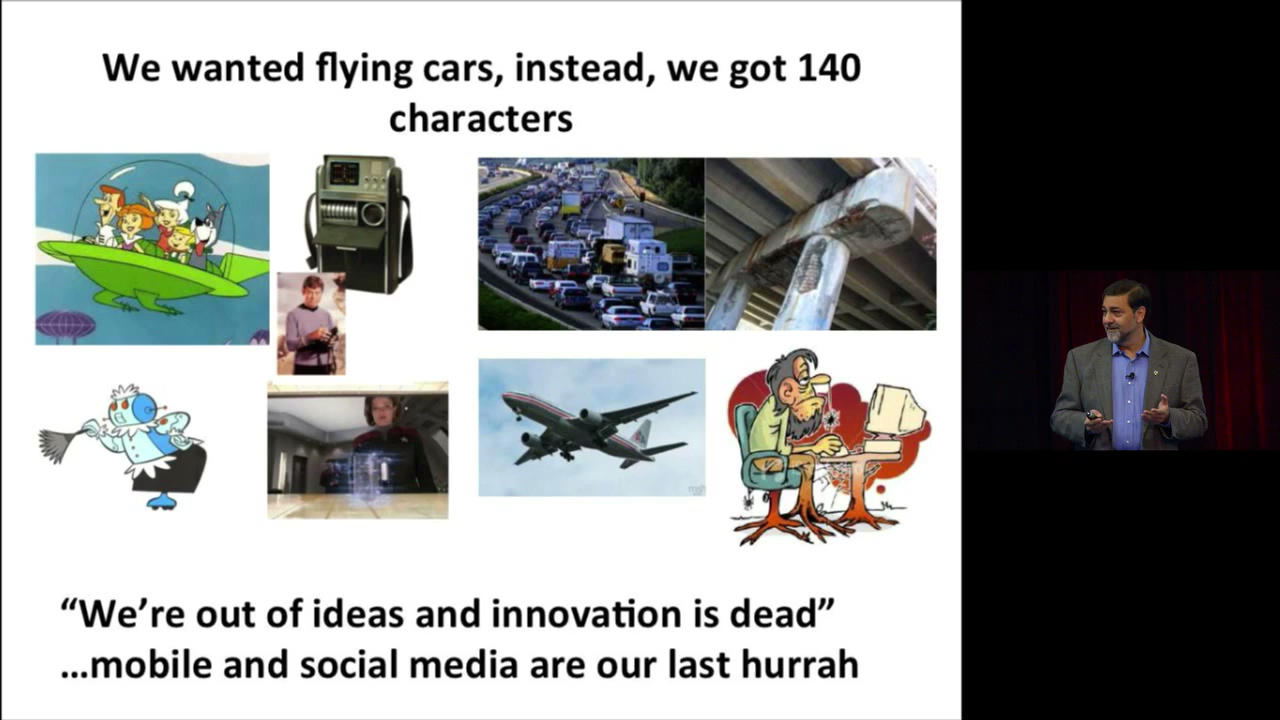 We wanted flying cars, instead, we got 140
characters
“We’re out of ideas and innovation is dead”
…mobile and social media are our last hurrah